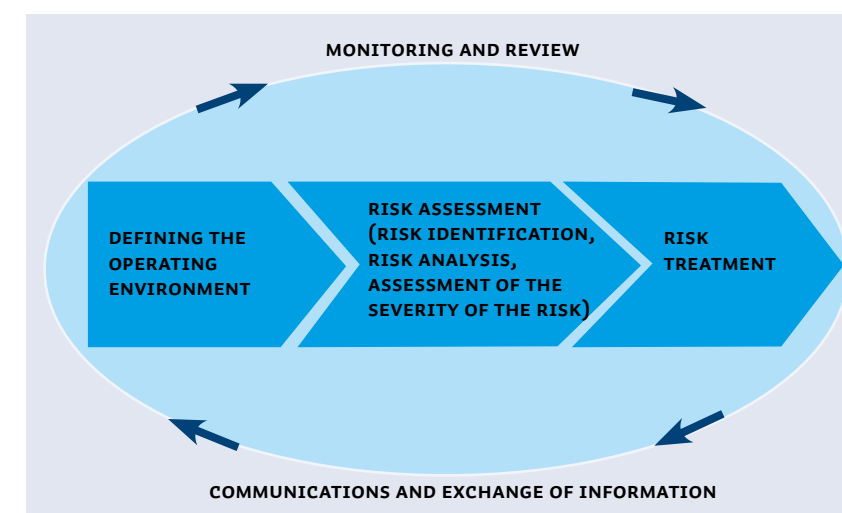 MONITORING AND REVIEW
DEFINING THE
OPERATING
ENVIRONMENT
RISK ASSESSMENT
(RISK IDENTIFICATION,
RISK ANALYSIS,
ASSESSMENT OF THE
SEVERITY OF THE RISK)
RISK
TREATMENT
COMMUNICATIONS AND EXCHANGE OF INFORMATION